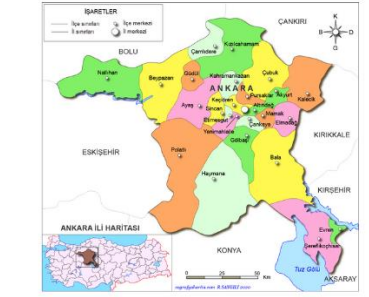 İŞARETLER
İlçe sınırları
İlçe merkezi
İl sınırları
İl merkezi
ÇANKIRI
BOLU
B
D
G
Çamlıdere
Kızılcahamam
Nallıhan
Beypazarı
Güdül
Kahramankazan
Çubuk
ANKARA
Pursaklar
Akyurt
Kalecik
Ayaş
Keçiören
Altındağ
Sincan
Mamak
Etimesgut
Elmadağ
Çankaya
Yenimahalle
KIRIKKALE
ESKİŞEHİR
Gölbaşı
Polatlı
Bala
Haymana
KIRŞEHİR
ANKARA İLİ HARİTASI
Evren
KONYA
Şereflikoçhisar
Tuz Gölü
AKSARAY
0
25
50
Km